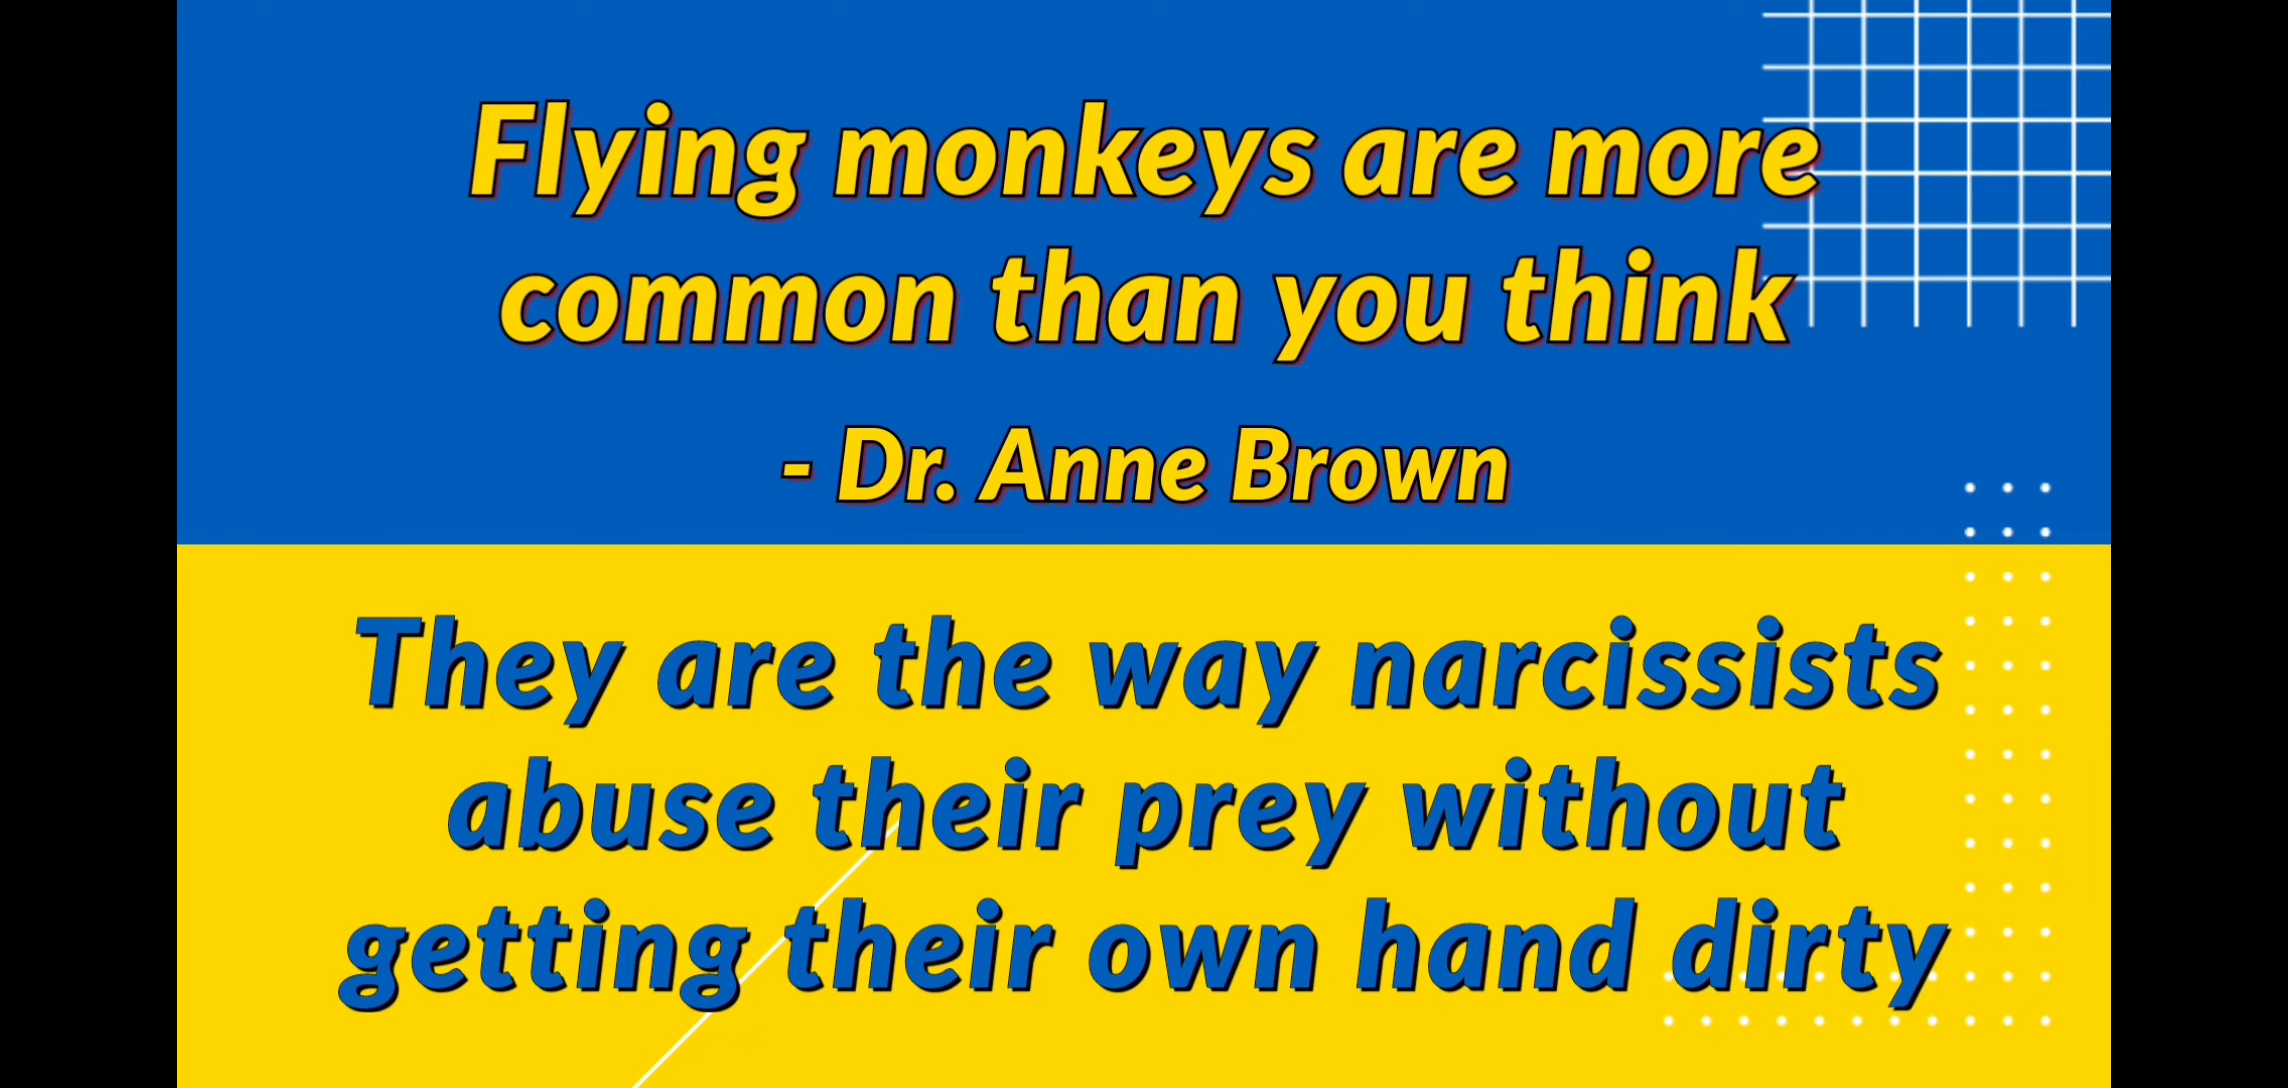 Flying monkeys are more
common than you think
- Dr. Anne Brown
They are the way narcissists
abuse their prey without
getting their own hand dirty